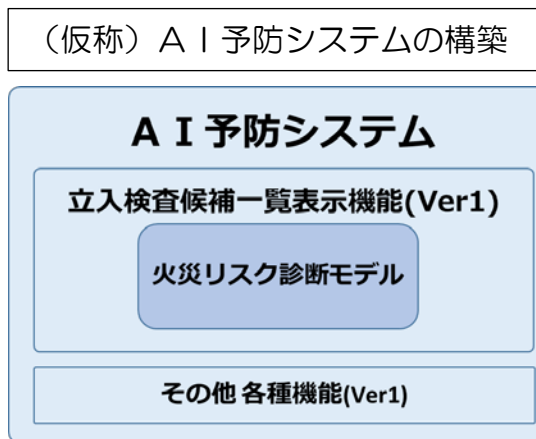 （仮称）ＡＩ予防システムの構築
ＡＩ予防システム
立入検査候補一覧表示機能(Ver1)
火災リスク診断モデル
その他 各種機能(Ver1)